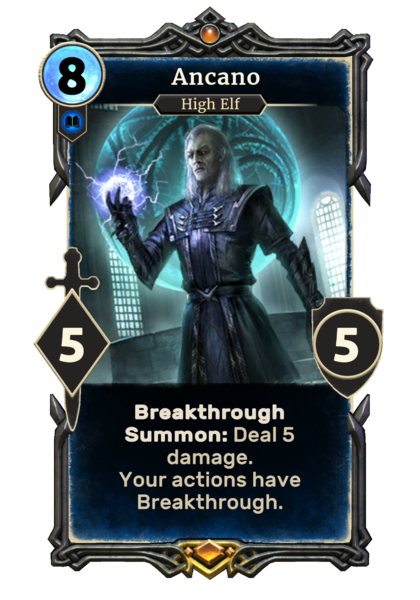 8
Ancano
High Elf
5
5
Breakthrough
Summon: Deal 5
damage.
Your actions have
Breakthrough.